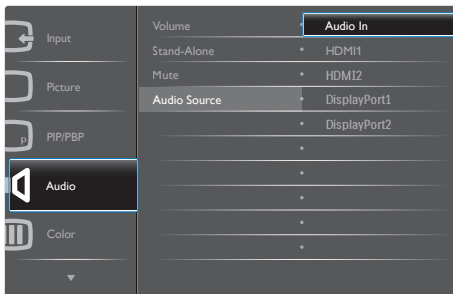 Input
Picture
P
PIP/PBP
Audio
Color
Volume
Stand-Alone
Mute
Audio Source
Audio In
HDMI1
HDMI2
DisplayPort1
DisplayPort2